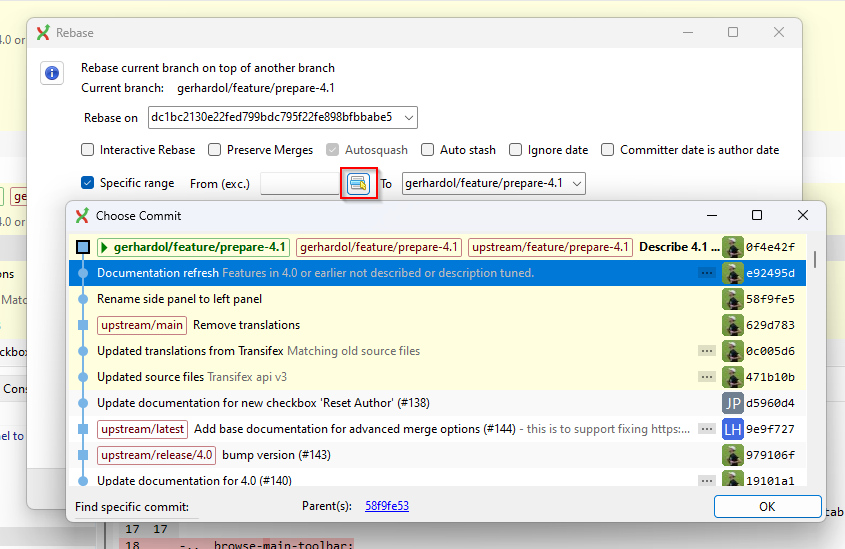 4.0 or
Rebase
Rebase current branch on top of another branch
Current branch: gerhardol/feature/prepare-4.1
Rebase on dc1bc2130e22fed799bdc795f22fe898bfbbabe5
Interactive Rebase Preserve Merges Autosquash Auto stash Ignore date Committer date is author date
Specific range From (exc.) To gerhardol/feature/prepare-4.1
ge
4.0 or
Choose Commit
gerhardol/feature/prepare-4.1 gerhardol/feature/prepare-4.1 upstream/feature/prepare-4.1 Describe 4.1 ... 0f4e42f
Documentation refresh Features in 4.0 or earlier not described or description tuned. ... e92495d
ons
Rename side panel to left panel 58f9fe5
Matc
upstream/main Remove translations 629d783
ckbox
Updated translations from Transifex Matching old source files ... 0c005d6
Updated source files Transifex api v3 ... 471b10b
Cons
Update documentation for new checkbox 'Reset Author' (#138) JP d5960d4
upstream/latest Add base documentation for advanced merge options (#144) - this is to support fixing https:... ... LH 9e9f727
nel to
upstream/release/4.0 bump version (#143) 979106f
Update documentation for 4.0 (#140) ... 19101a1
Find specific commit: Parent(s): 58f9fe53 OK
cab
17 17
18 -.. browse-main-toolbar: